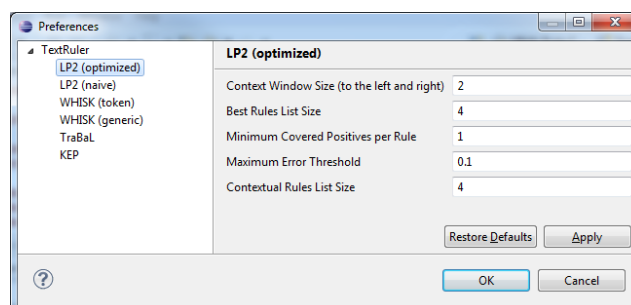 Preferences
TextRuler
LP2 (optimized)
LP2 (naive)
WHISK (token)
WHISK (generic)
TraBaL
KEP
LP2 (optimized)
Context Window Size (to the left and right) 2
Best Rules List Size 4
Minimum Covered Positives per Rule 1
Maximum Error Threshold 0.1
Contextual Rules List Size 4
Restore Defaults Apply
? OK Cancel